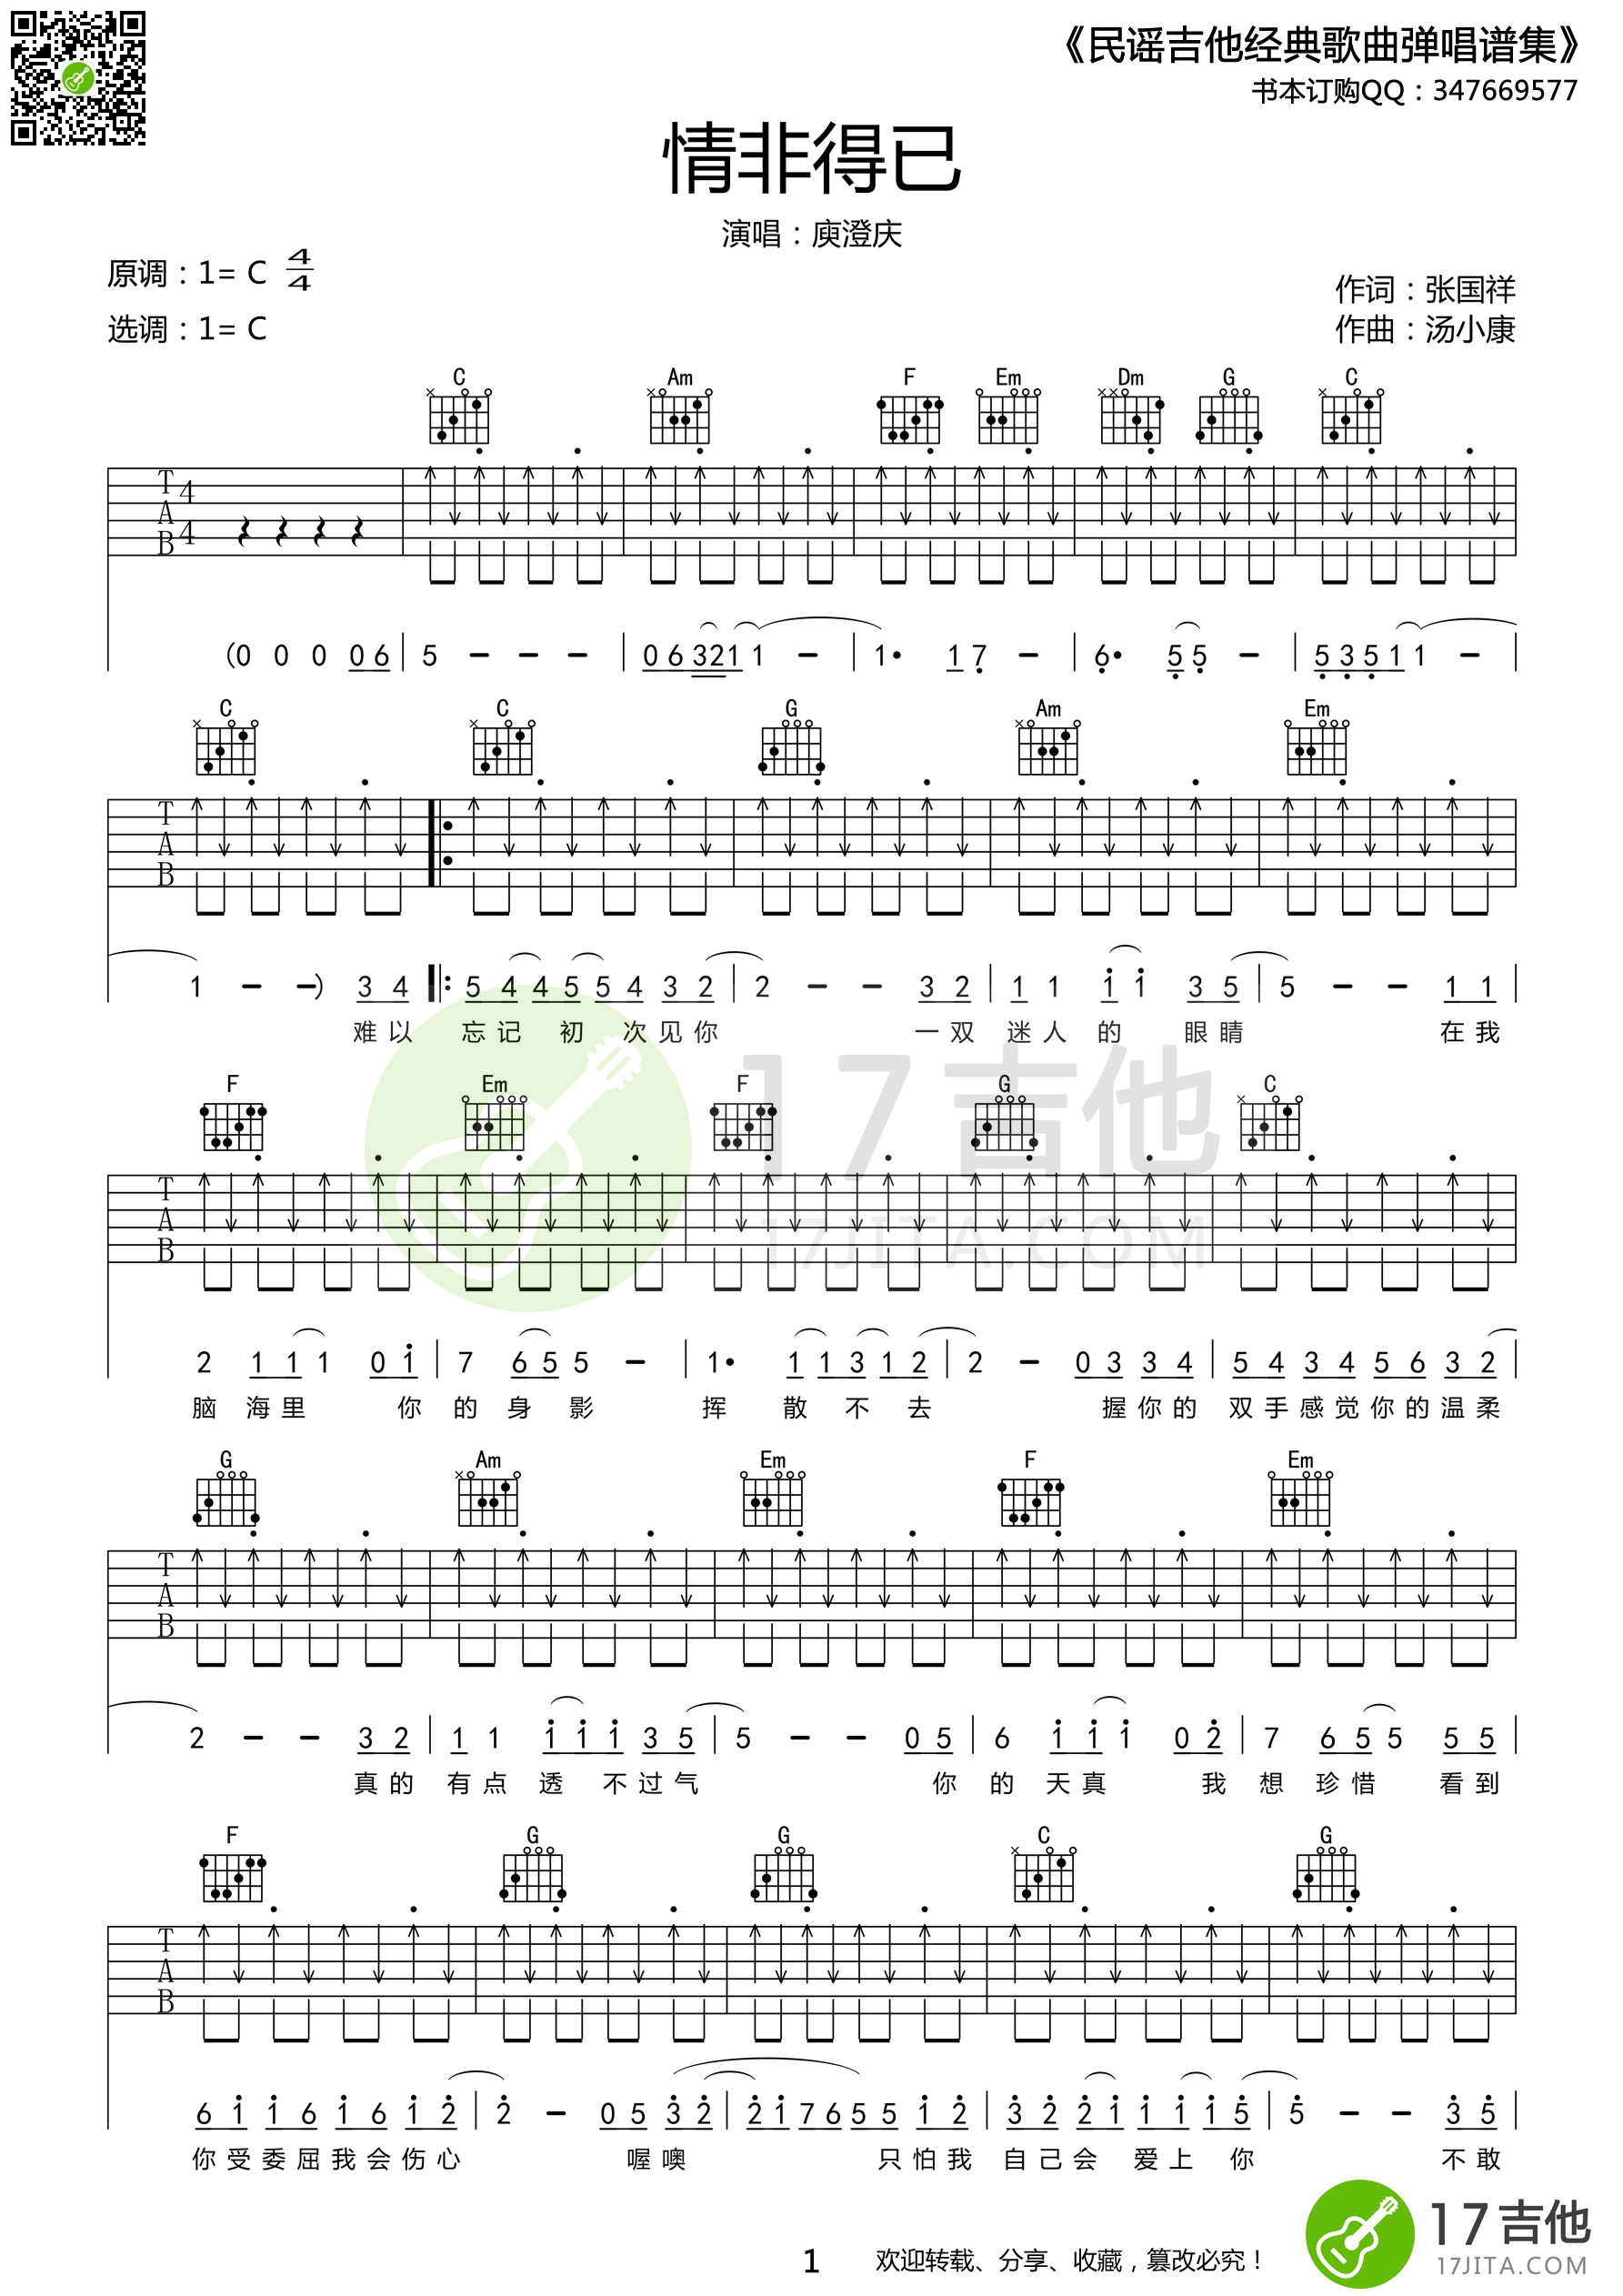 《民谣吉他经典歌曲弹唱谱集》
书本订购QQ：347669577
情非得已
演唱：庾澄庆
原调：1= C 4/4
作词：张国祥
选调：1= C
作曲：汤小康
C Am F Em Dm G C
T A B 4 4
(0 0 0 0 6 | 5 - - - | 0 6 3 2 1 1 - | 1 • 1 7 - | 6 • 5 5 - | 5 3 5 1 1 - |
C C G Am Em
T A B
1 - - ) 3 4 |: 5 4 4 5 5 4 3 2 | 2 - - 3 2 | 1 1 1 1 3 5 | 5 - - 1 1 |
难以 忘记 初 次见你 一双 迷人 的 眼睛 在我
F Em F G C
T A B
2 1 1 1 0 1 | 7 6 5 5 - | 1 • 1 1 3 1 2 | 2 - 0 3 3 4 | 5 4 3 4 5 6 3 2 |
脑 海里 你 的 身 影 挥 散 不 去 握你的 双手感觉你的温柔
G Am Em F Em
T A B
2 - - 3 2 | 1 1 1 1 1 3 5 | 5 - - 0 5 | 6 1 1 1 0 2 | 7 6 5 5 5 5 |
真的 有点 透 不过气 你 的 天真 我 想 珍惜 看到
F G G C G
T A B
6 1 1 6 1 6 1 2 | 2 - 0 5 3 2 | 2 1 7 6 5 5 1 2 | 3 2 2 1 1 1 1 5 | 5 - - 3 5 |
你受委屈我会伤心 喔噢 只怕我 自己会 爱上 你 不敢
1
欢迎转载、分享、收藏，篡改必究！
17吉他
17JITA.COM
17吉他
17JITA.COM